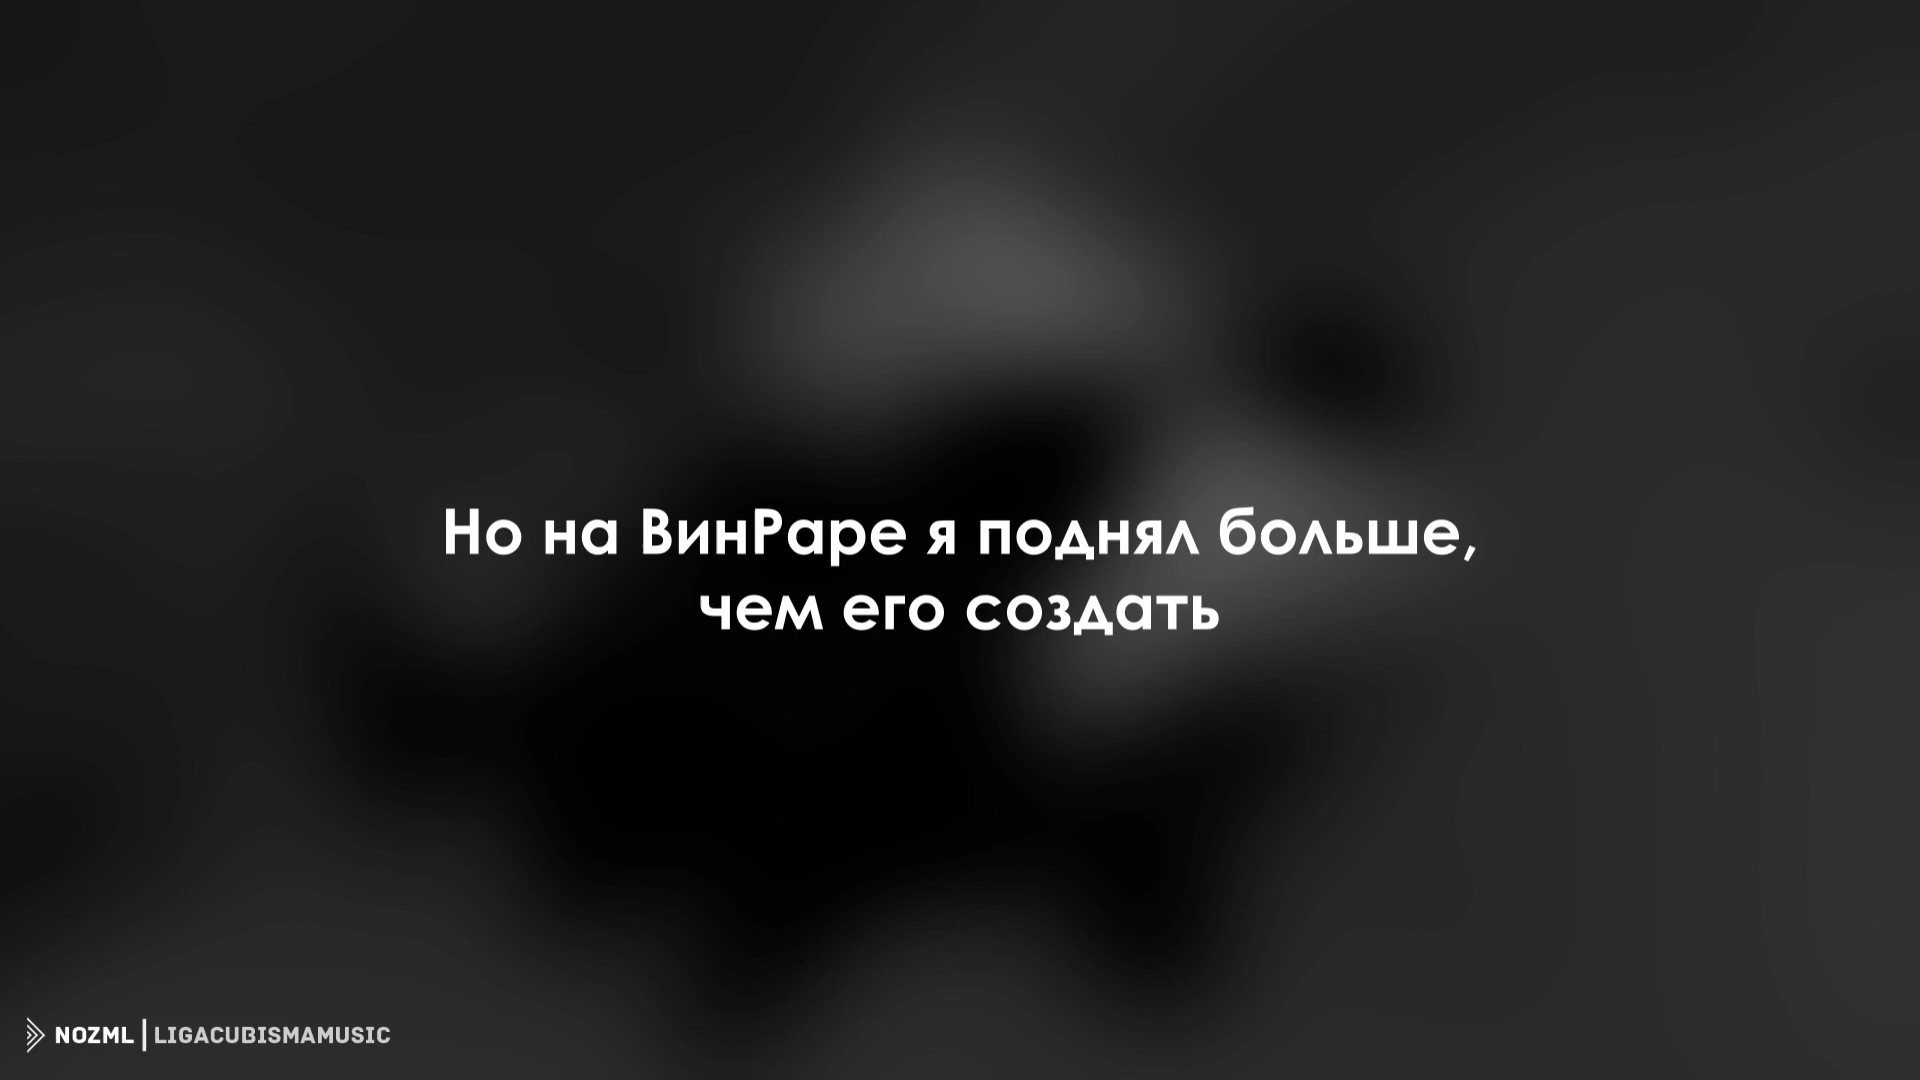 Но на ВинРаре я поднял больше,
чем его создать
NOZML | LIGACUBISMAMUSIC